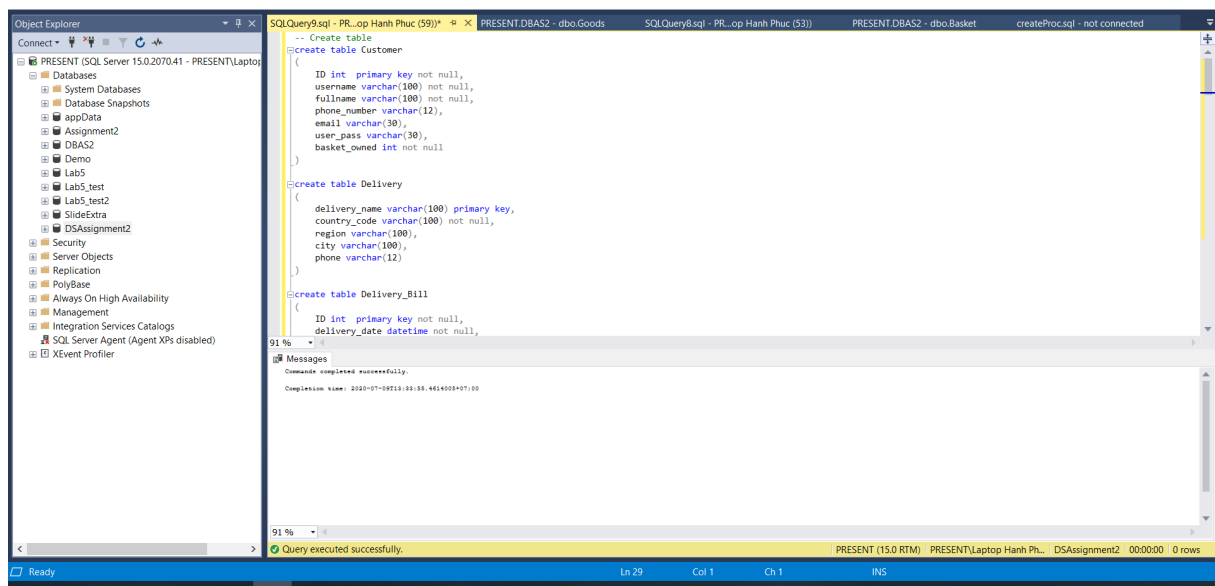 Object Explorer
Connect
PRESENT (SQL Server 15.0.2070.41 - PRESENT\Laptop
Databases
System Databases
Database Snapshots
appData
Assignment2
DBAS2
Demo
Lab5
Lab5_test
Lab5_test2
SlideExtra
DSAssignment2
Security
Server Objects
Replication
PolyBase
Always On High Availability
Management
Integration Services Catalogs
SQL Server Agent (Agent XPs disabled)
XEvent Profiler
SQLQuery9.sql - PR...op Hanh Phuc (59))* PRESENT.DBAS2 - dbo.Goods SQLQuery8.sql - PR...op Hanh Phuc (53)) PRESENT.DBAS2 - dbo.Basket createProc.sql - not connected
-- Create table
create table Customer
(
ID int primary key not null,
username varchar(100) not null,
fullname varchar(100) not null,
phone_number varchar(12),
email varchar(30),
user_pass varchar(30),
basket_owned int not null
)
create table Delivery
(
delivery_name varchar(100) primary key,
country_code varchar(100) not null,
region varchar(100),
city varchar(100),
phone varchar(12)
)
create table Delivery_Bill
(
ID int primary key not null,
delivery_date datetime not null,
91 %
Messages
Commands completed successfully.
Completion time: 2020-07-09T13:33:55.4614005+07:00
91 %
Query executed successfully. PRESENT (15.0 RTM) PRESENT\Laptop Hanh Ph... DSAssignment2 00:00:00 0 rows
Ready Ln 29 Col 1 Ch 1 INS